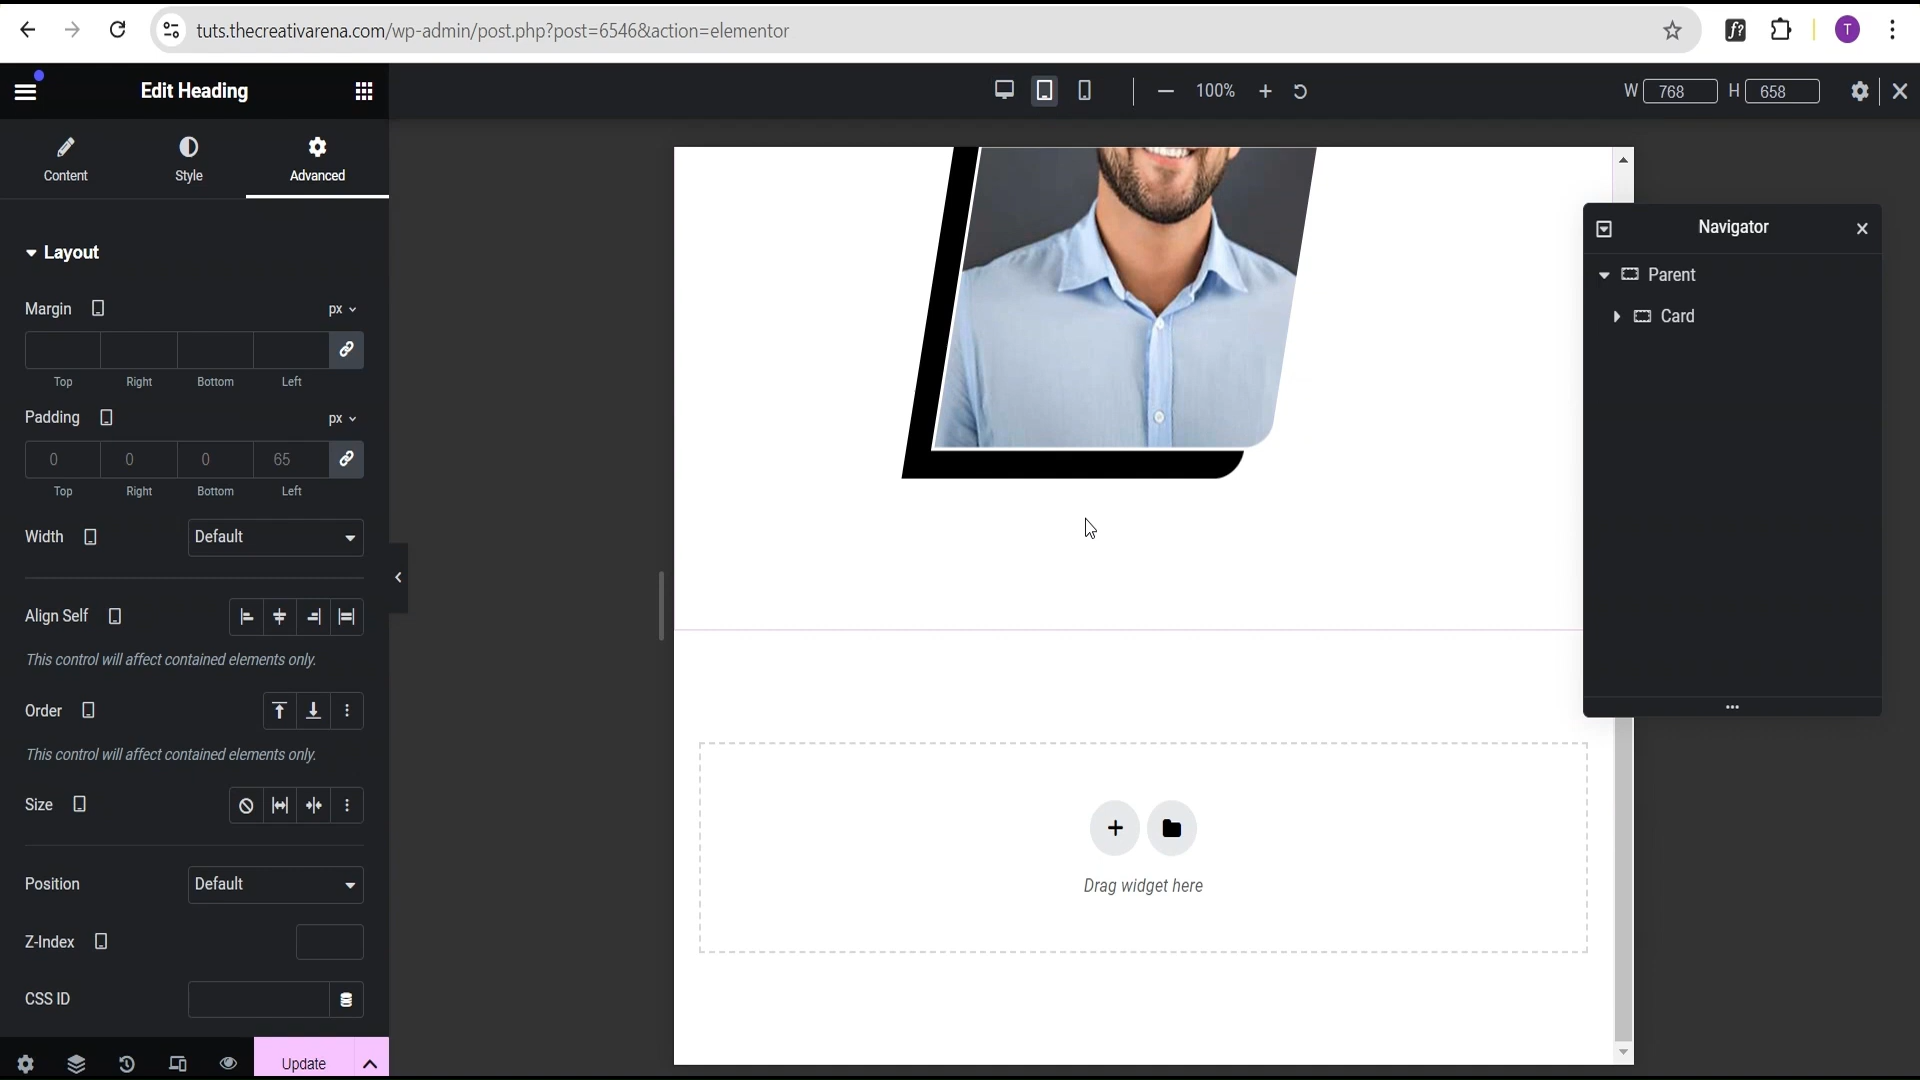 tuts.thecreativarena.com/wp-admin/post.php?post=6546&action=elementor
f?
T
Edit Heading
100%
W 768 H 658
Content
Style
Advanced
Layout
Margin
px
Top Right Bottom Left
Padding
px
0 0 0 65
Top Right Bottom Left
Width
Default
Align Self
This control will affect contained elements only.
Order
This control will affect contained elements only.
Size
Position
Default
Z-Index
CSS ID
Update
Drag widget here
Navigator
Parent
Card